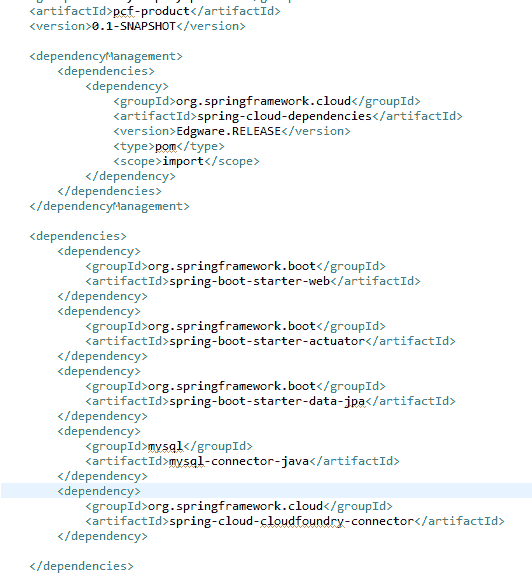 <artifactId>pcf-product</artifactId>
<version>0.1-SNAPSHOT</version>
<dependencyManagement>
<dependencies>
<dependency>
<groupId>org.springframework.cloud</groupId>
<artifactId>spring-cloud-dependencies</artifactId>
<version>Edgware.RELEASE</version>
<type>pom</type>
<scope>import</scope>
</dependency>
</dependencies>
</dependencyManagement>
<dependencies>
<dependency>
<groupId>org.springframework.boot</groupId>
<artifactId>spring-boot-starter-web</artifactId>
</dependency>
<dependency>
<groupId>org.springframework.boot</groupId>
<artifactId>spring-boot-starter-actuator</artifactId>
</dependency>
<dependency>
<groupId>org.springframework.boot</groupId>
<artifactId>spring-boot-starter-data-jpa</artifactId>
</dependency>
<dependency>
<groupId>mysql</groupId>
<artifactId>mysql-connector-java</artifactId>
</dependency>
<dependency>
<groupId>org.springframework.cloud</groupId>
<artifactId>spring-cloud-cloudfoundry-connector</artifactId>
</dependency>
</dependencies>